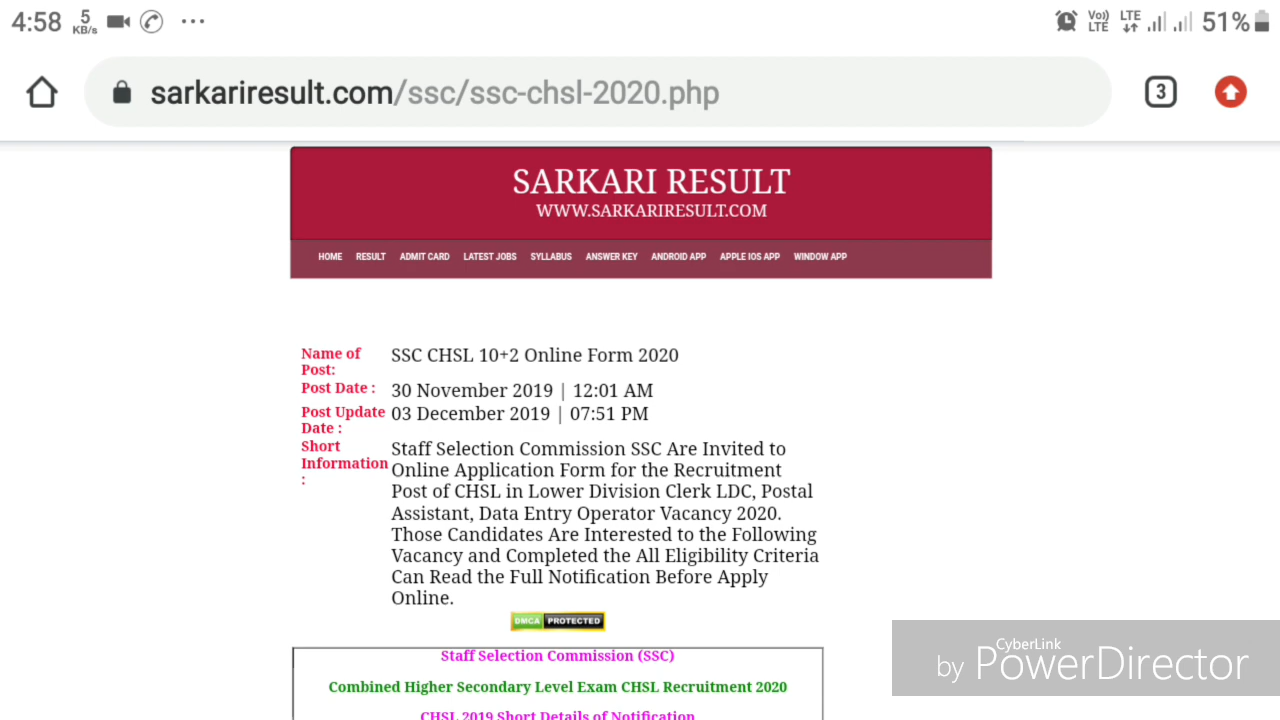 4:58 5 KB/s ... Vo)) LTE LTE 51%
sarkariresult.com/ssc/ssc-chsl-2020.php 3
SARKARI RESULT
WWW.SARKARIRESULT.COM
HOME RESULT ADMIT CARD LATEST JOBS SYLLABUS ANSWER KEY ANDROID APP APPLE IOS APP WINDOW APP
Name of Post: SSC CHSL 10+2 Online Form 2020
Post Date : 30 November 2019 | 12:01 AM
Post Update Date : 03 December 2019 | 07:51 PM
Short Information : Staff Selection Commission SSC Are Invited to
Online Application Form for the Recruitment
Post of CHSL in Lower Division Clerk LDC, Postal
Assistant, Data Entry Operator Vacancy 2020.
Those Candidates Are Interested to the Following
Vacancy and Completed the All Eligibility Criteria
Can Read the Full Notification Before Apply
Online.
DMCA PROTECTED
Staff Selection Commission (SSC)
Combined Higher Secondary Level Exam CHSL Recruitment 2020
CHSL 2019 Short Details of Notification
CyberLink
by PowerDirector